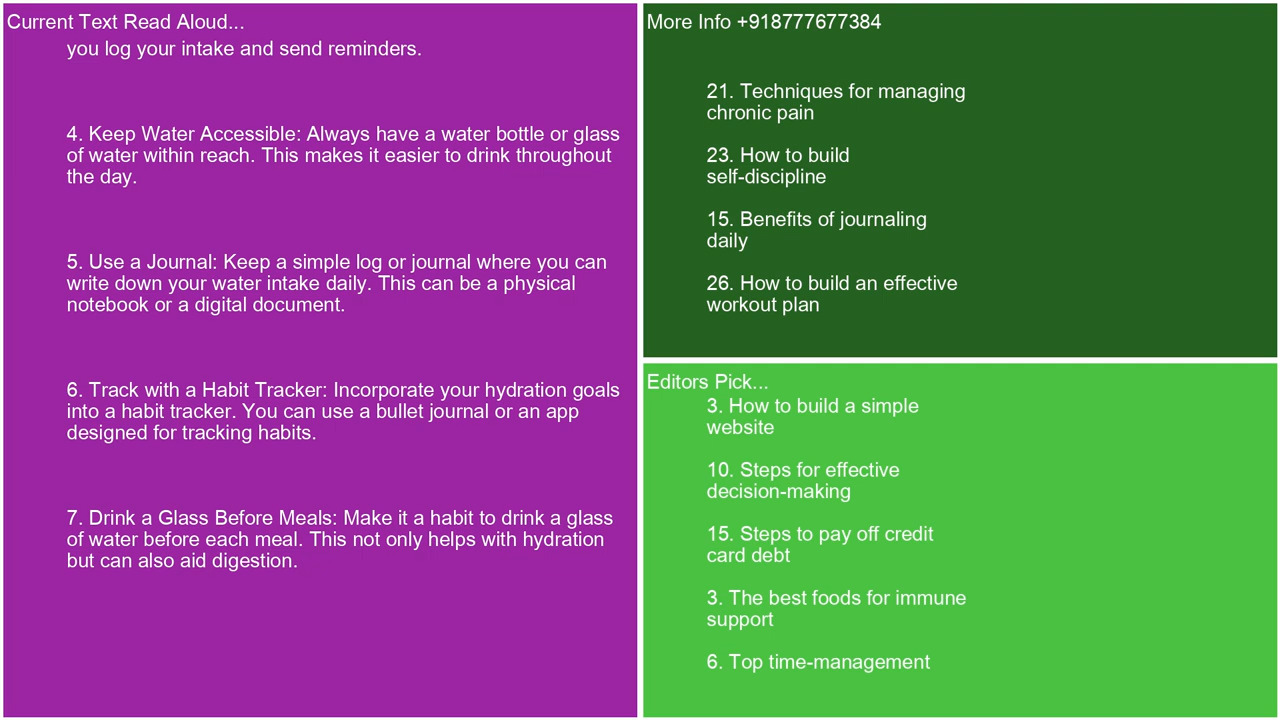 Current Text Read Aloud...
you log your intake and send reminders.
4. Keep Water Accessible: Always have a water bottle or glass
of water within reach. This makes it easier to drink throughout
the day.
5. Use a Journal: Keep a simple log or journal where you can
write down your water intake daily. This can be a physical
notebook or a digital document.
6. Track with a Habit Tracker: Incorporate your hydration goals
into a habit tracker. You can use a bullet journal or an app
designed for tracking habits.
7. Drink a Glass Before Meals: Make it a habit to drink a glass
of water before each meal. This not only helps with hydration
but can also aid digestion.
More Info +918777677384
21. Techniques for managing
chronic pain
23. How to build
self-discipline
15. Benefits of journaling
daily
26. How to build an effective
workout plan
Editors Pick...
3. How to build a simple
website
10. Steps for effective
decision-making
15. Steps to pay off credit
card debt
3. The best foods for immune
support
6. Top time-management